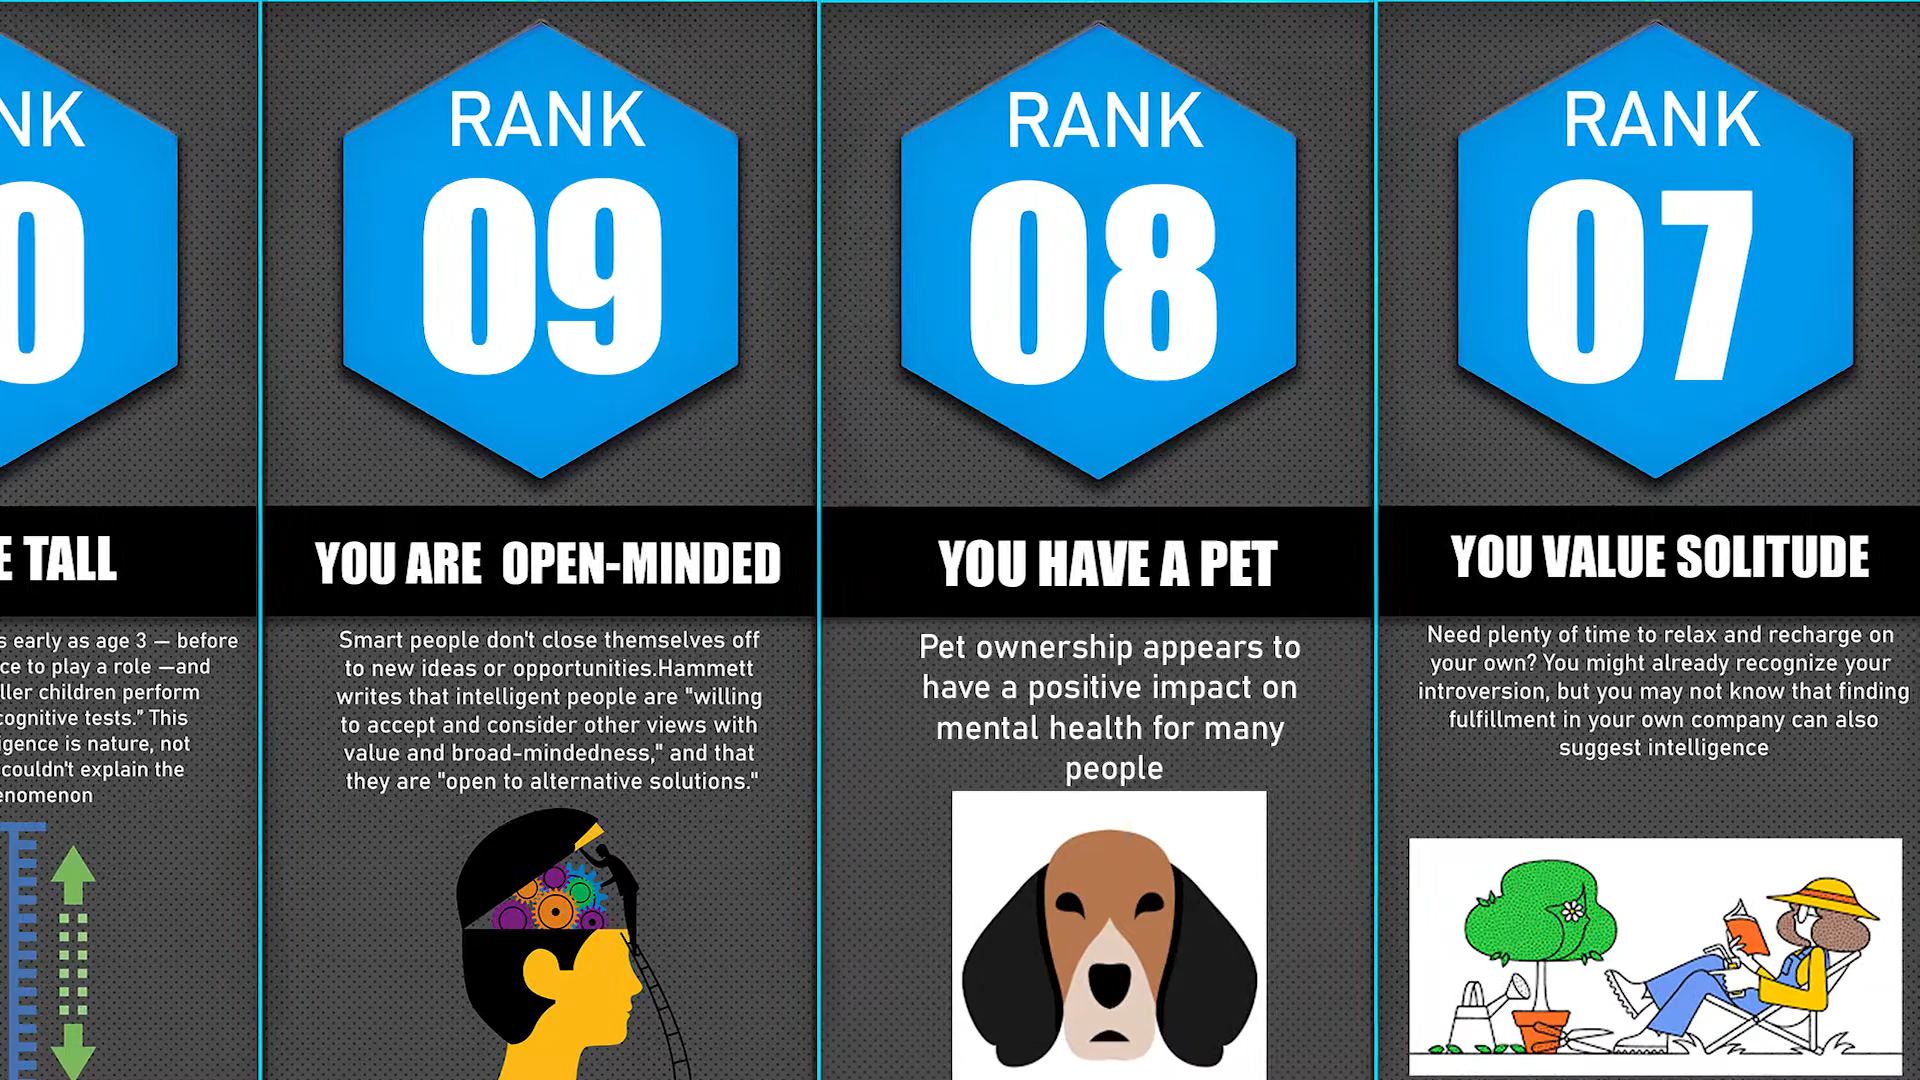 NK
0
E TALL
s early as age 3 — before
ce to play a role —and
ller children perform
cognitive tests." This
igence is nature, not
couldn't explain the
enomenon
RANK
09
YOU ARE OPEN-MINDED
Smart people don't close themselves off
to new ideas or opportunities.Hammett
writes that intelligent people are "willing
to accept and consider other views with
value and broad-mindedness," and that
they are "open to alternative solutions."
RANK
08
YOU HAVE A PET
Pet ownership appears to
have a positive impact on
mental health for many
people
RANK
07
YOU VALUE SOLITUDE
Need plenty of time to relax and recharge on
your own? You might already recognize your
introversion, but you may not know that finding
fulfillment in your own company can also
suggest intelligence